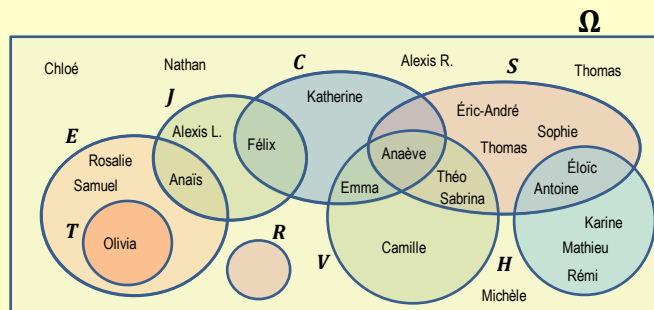 Ω
Chloé
Nathan
C
Alexis R.
S
Thomas
J
Katherine
Éric-André
E
Alexis L.
Félix
Sophie
Rosalie
Anaève
Thomas
Éloïc
Samuel
Anaïs
Emma
Théo
Antoine
Sabrina
T
Olivia
R
Karine
V
Camille
H
Mathieu
Rémi
Michèle